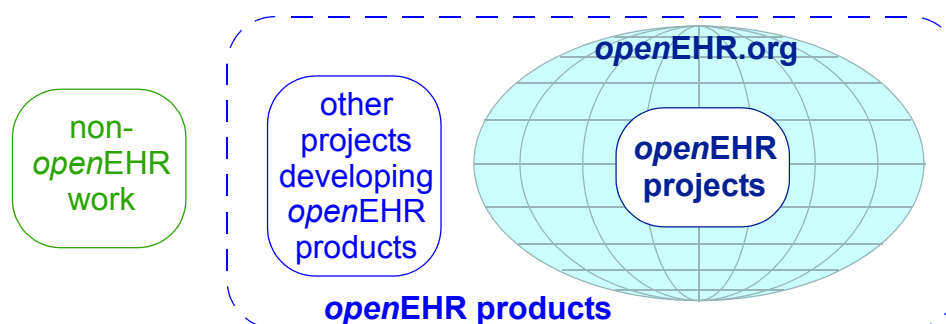 non-
openEHR
work
other
projects
developing
openEHR
products
openEHR.org
openEHR
projects
openEHR products